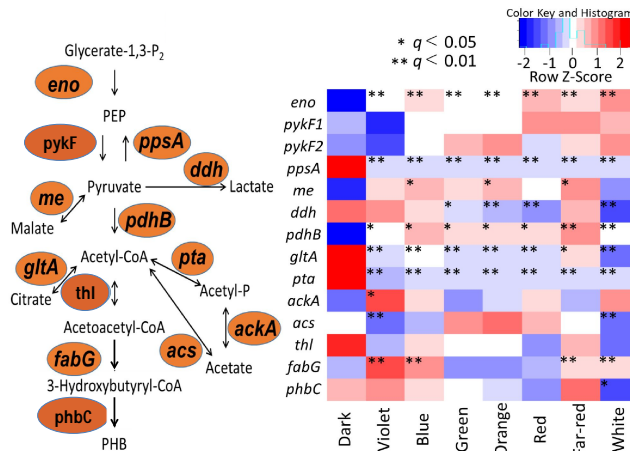 Glycerate-1,3-P2
eno
PEP
pykF
ppsA
ddh
me
Pyruvate
Lactate
Malate
pdhB
gltA
Acetyl-CoA
pta
Citrate
thl
Acetyl-P
Acetoacetyl-CoA
acs
ackA
fabG
Acetate
3-Hydroxybutyryl-CoA
phbC
PHB
* q < 0.05
** q < 0.01
Color Key and Histogram
-2 -1 0 1 2
Row Z-Score
eno ** ** ** ** ** ** **
pykF1
pykF2
ppsA ** ** ** ** ** ** **
me * * *
ddh * ** ** **
pdhB * * * * * ** **
gltA ** ** ** ** ** * **
pta ** ** ** ** ** ** **
ackA *
acs ** **
thl
fabG ** ** ** **
phbC *
Dark
Violet
Blue
Green
Orange
Red
Far-red
White